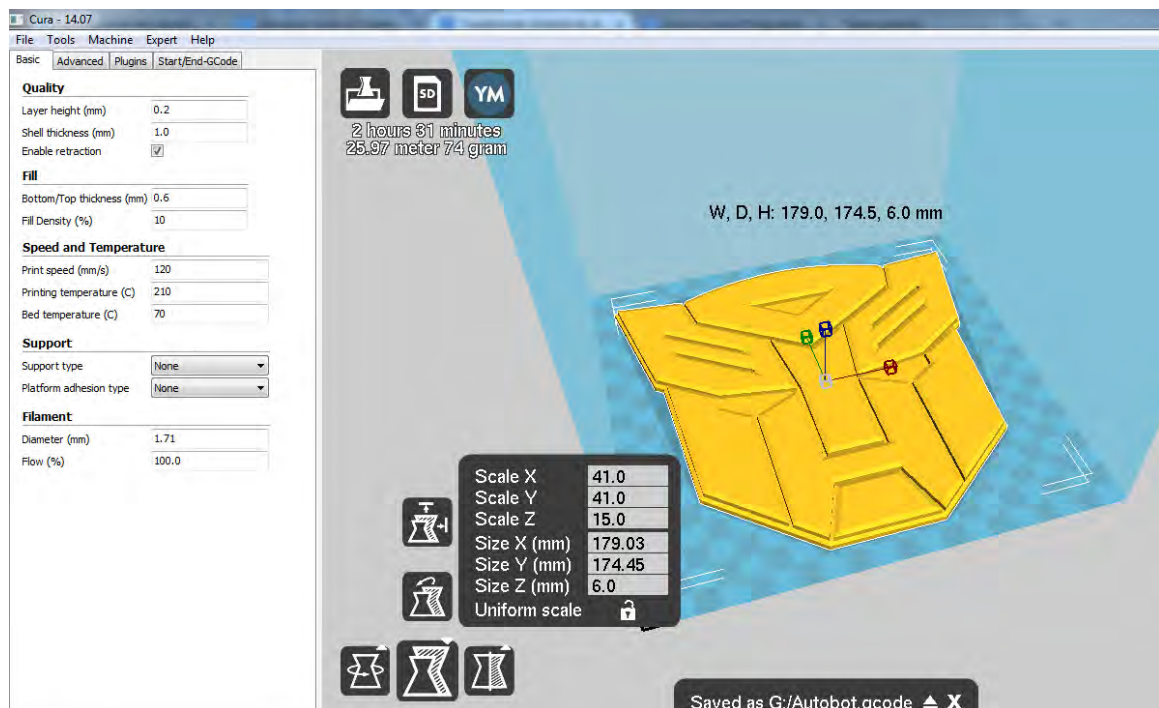 Cura - 14.07
File Tools Machine Expert Help
Basic Advanced Plugins Start/End-GCode
Quality
Layer height (mm) 0.2
Shell thickness (mm) 1.0
Enable retraction
Fill
Bottom/Top thickness (mm) 0.6
Fill Density (%) 10
Speed and Temperature
Print speed (mm/s) 120
Printing temperature (C) 210
Bed temperature (C) 70
Support
Support type None
Platform adhesion type None
Filament
Diameter (mm) 1.71
Flow (%) 100.0
SD YM
2 hours 31 minutes
25.97 meter 74 gram
W, D, H: 179.0, 174.5, 6.0 mm
Scale X 41.0
Scale Y 41.0
Scale Z 15.0
Size X (mm) 179.03
Size Y (mm) 174.45
Size Z (mm) 6.0
Uniform scale
Saved as G:/Autobot.gcode X